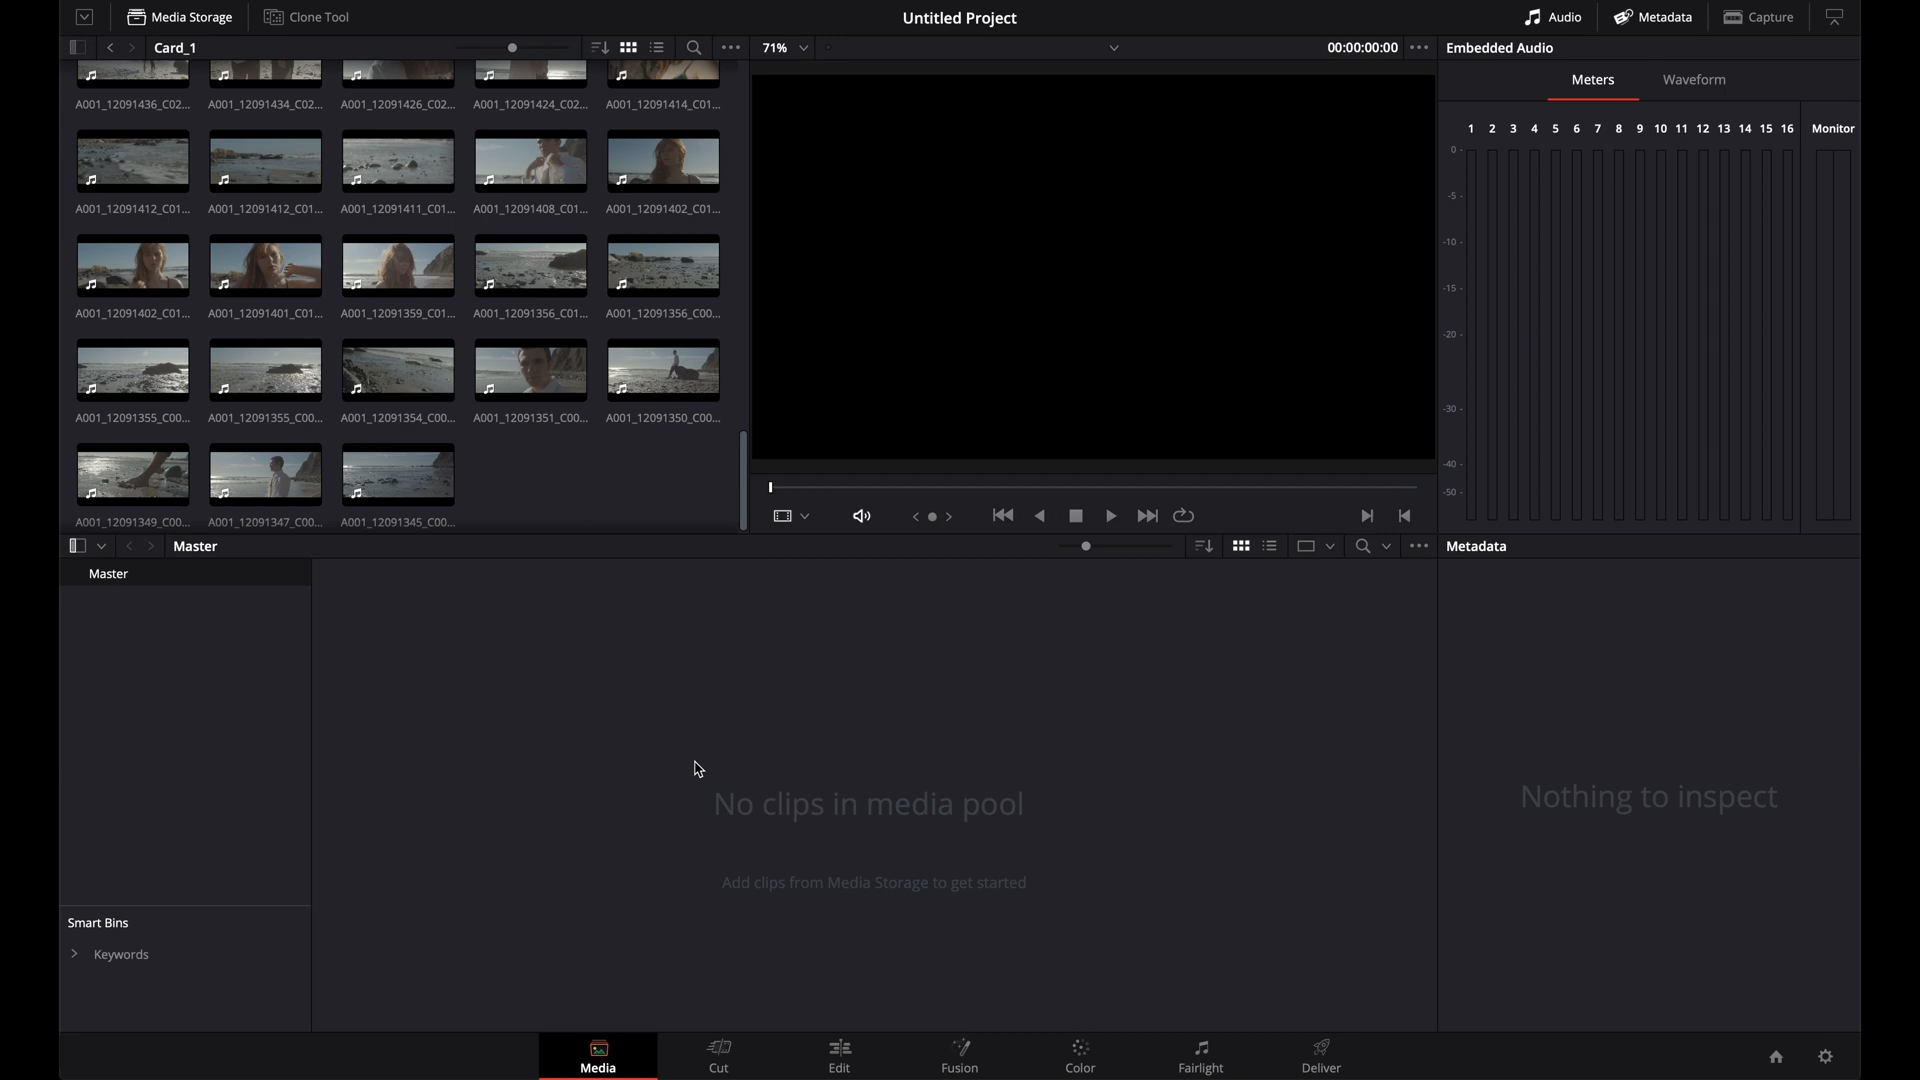 Media Storage
Clone Tool
Untitled Project
Audio
Metadata
Capture
Card_1
71%
00:00:00:00
Embedded Audio
Meters
Waveform
A001_12091436_C02...
A001_12091434_C02...
A001_12091426_C02...
A001_12091424_C02...
A001_12091414_C01...
1 2 3 4 5 6 7 8 9 10 11 12 13 14 15 16 Monitor
0 -
-5 -
-10 -
-15 -
-20 -
-30 -
-40 -
-50 -
A001_12091412_C01...
A001_12091412_C01...
A001_12091411_C01...
A001_12091408_C01...
A001_12091402_C01...
A001_12091402_C01...
A001_12091401_C01...
A001_12091359_C01...
A001_12091356_C01...
A001_12091356_C00...
A001_12091355_C00...
A001_12091355_C00...
A001_12091354_C00...
A001_12091351_C00...
A001_12091350_C00...
A001_12091349_C00...
A001_12091347_C00...
A001_12091345_C00...
Master
Metadata
Master
No clips in media pool
Add clips from Media Storage to get started
Nothing to inspect
Smart Bins
Keywords
Media
Cut
Edit
Fusion
Color
Fairlight
Deliver